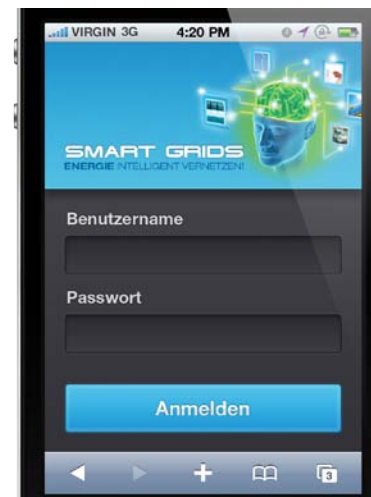 VIRGIN 3G 4:20 PM
SMART GRIDS
ENERGIE INTELLIGENT VERNETZEN!
Benutzername
Passwort
Anmelden
3